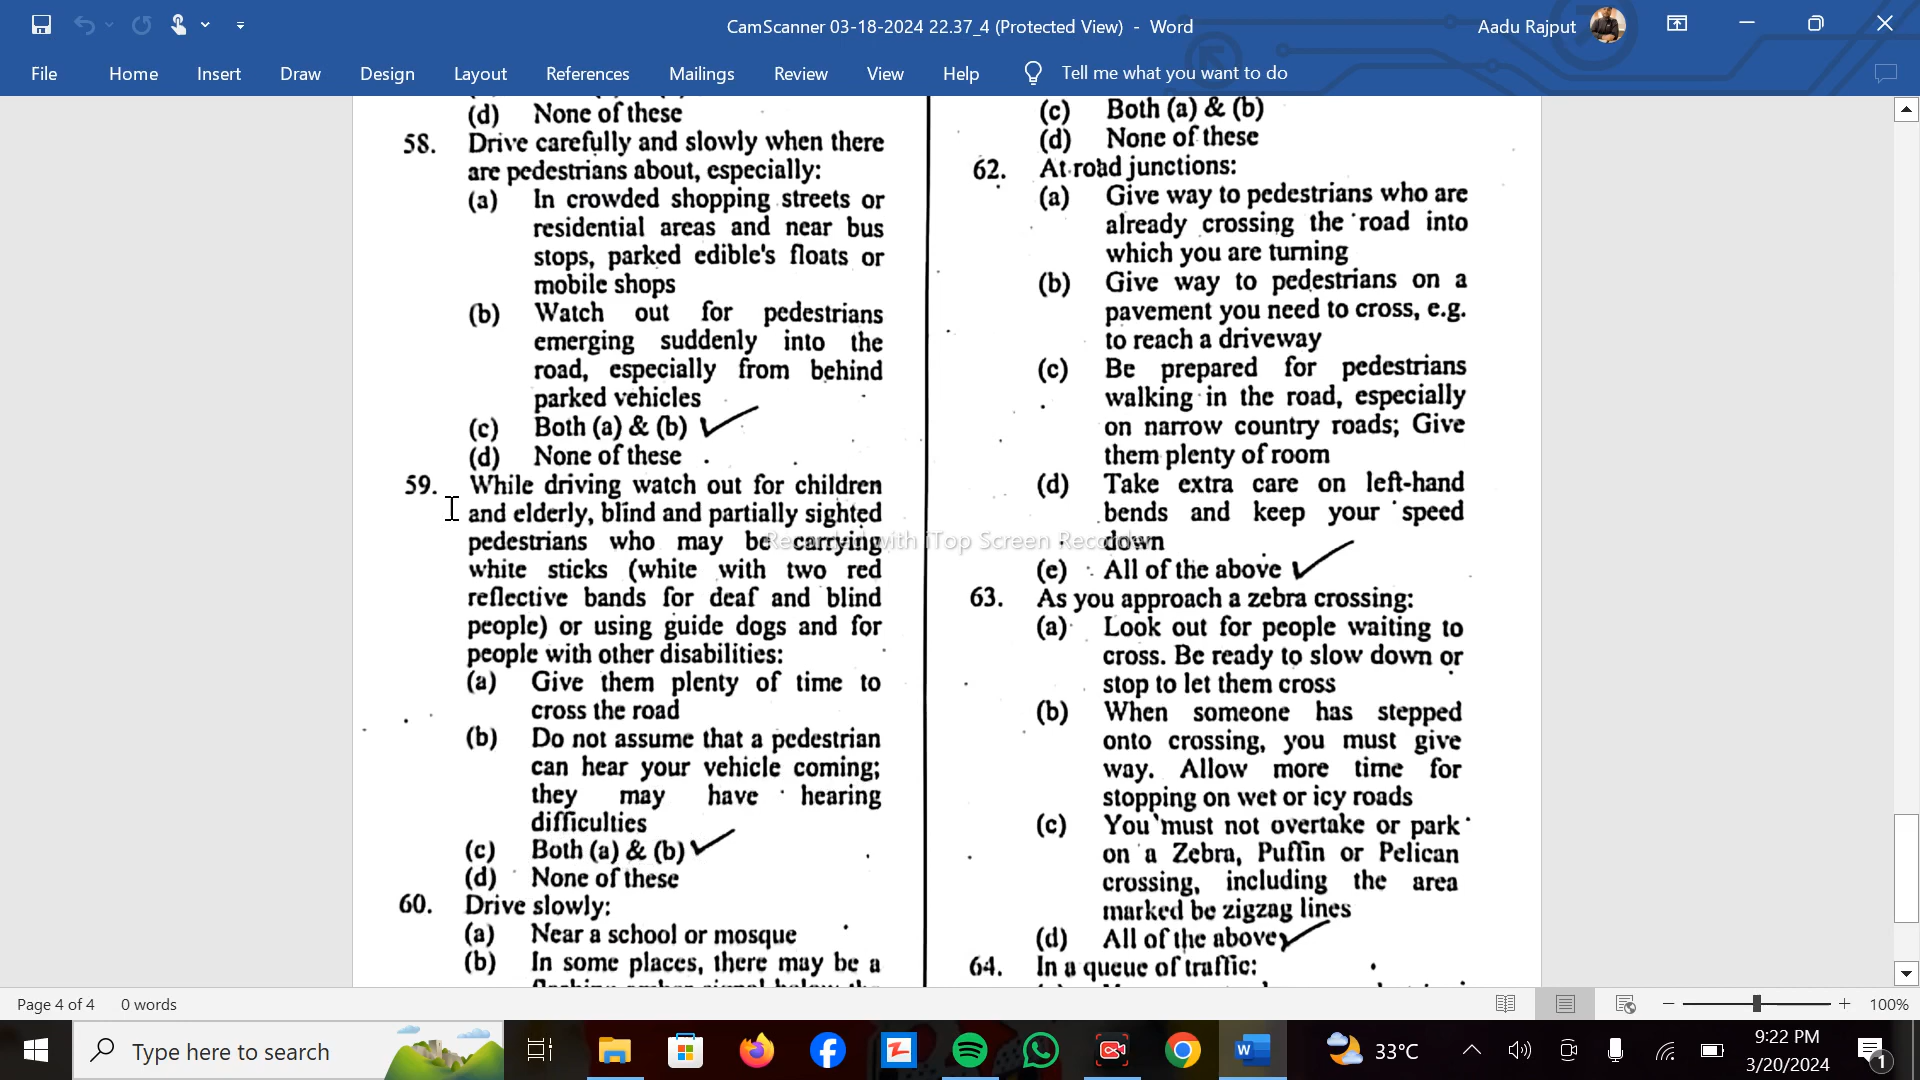 CamScanner 03-18-2024 22.37_4 (Protected View) - Word
Aadu Rajput
File Home Insert Draw Design Layout References Mailings Review View Help Tell me what you want to do
(d) None of these
58. Drive carefully and slowly when there
are pedestrians about, especially:
(a) In crowded shopping streets or
residential areas and near bus
stops, parked edible's floats or
mobile shops
(b) Watch out for pedestrians
emerging suddenly into the
road, especially from behind
parked vehicles
(c) Both (a) & (b)
(d) None of these
59. While driving watch out for children
and elderly, blind and partially sighted
pedestrians who may be carrying
white sticks (white with two red
reflective bands for deaf and blind
people) or using guide dogs and for
people with other disabilities:
(a) Give them plenty of time to
cross the road
(b) Do not assume that a pedestrian
can hear your vehicle coming;
they may have hearing
difficulties
(c) Both (a) & (b)
(d) None of these
60. Drive slowly:
(a) Near a school or mosque
(b) In some places, there may be a
(c) Both (a) & (b)
(d) None of these
62. At road junctions:
(a) Give way to pedestrians who are
already crossing the road into
which you are turning
(b) Give way to pedestrians on a
pavement you need to cross, e.g.
to reach a driveway
(c) Be prepared for pedestrians
walking in the road, especially
on narrow country roads; Give
them plenty of room
(d) Take extra care on left-hand
bends and keep your speed
down
(e) All of the above
63. As you approach a zebra crossing:
(a) Look out for people waiting to
cross. Be ready to slow down or
stop to let them cross
(b) When someone has stepped
onto crossing, you must give
way. Allow more time for
stopping on wet or icy roads
(c) You must not overtake or park
on a Zebra, Puffin or Pelican
crossing, including the area
marked be zigzag lines
(d) All of the above
64. In a queue of traffic:
Recorded with iTop Screen Recorder
Page 4 of 4 0 words
100%
Type here to search
33°C
9:22 PM
3/20/2024
1